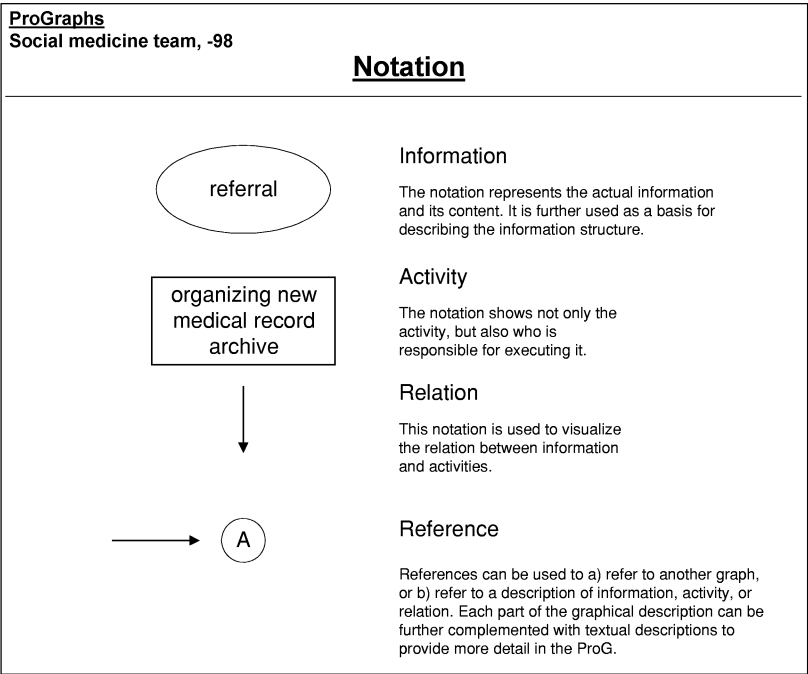 ProGraphs
Social medicine team, -98
Notation
referral
Information
The notation represents the actual information
and its content. It is further used as a basis for
describing the information structure.
organizing new
medical record
archive
Activity
The notation shows not only the
activity, but also who is
responsible for executing it.
Relation
This notation is used to visualize
the relation between information
and activities.
A
Reference
References can be used to a) refer to another graph,
or b) refer to a description of information, activity, or
relation. Each part of the graphical description can be
further complemented with textual descriptions to
provide more detail in the ProG.